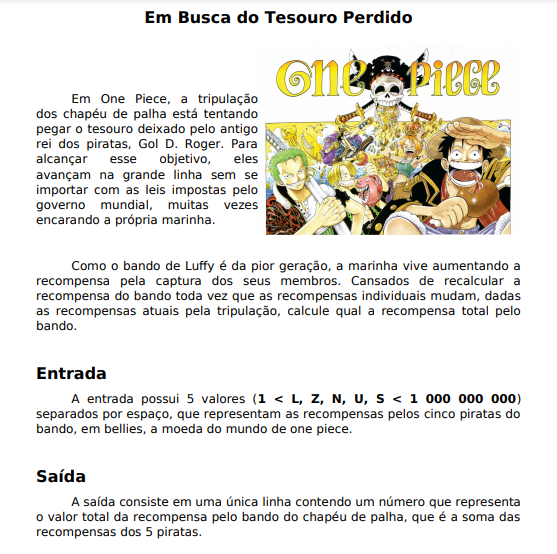 Em Busca do Tesouro Perdido
ONE PIECE
Em One Piece, a tripulação
dos chapéu de palha está tentando
pegar o tesouro deixado pelo antigo
rei dos piratas, Gol D. Roger. Para
alcançar esse objetivo, eles
avançam na grande linha sem se
importar com as leis impostas pelo
governo mundial, muitas vezes
encarando a própria marinha.
Como o bando de Luffy é da pior geração, a marinha vive aumentando a
recompensa pela captura dos seus membros. Cansados de recalcular a
recompensa do bando toda vez que as recompensas individuais mudam, dadas
as recompensas atuais pela tripulação, calcule qual a recompensa total pelo
bando.
Entrada
A entrada possui 5 valores (1 < L, Z, N, U, S < 1 000 000 000)
separados por espaço, que representam as recompensas pelos cinco piratas do
bando, em bellies, a moeda do mundo de one piece.
Saída
A saída consiste em uma única linha contendo um número que representa
o valor total da recompensa pelo bando do chapéu de palha, que é a soma das
recompensas dos 5 piratas.